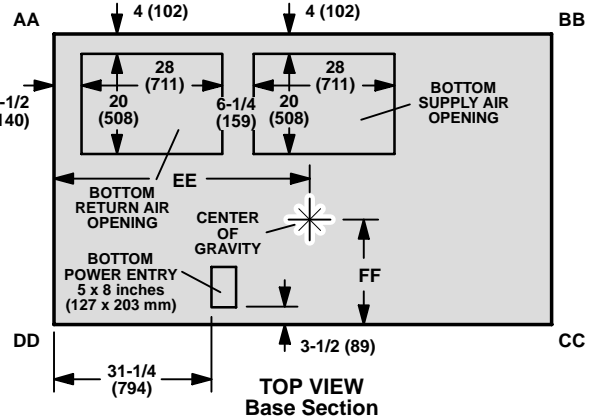 AA
4 (102)
4 (102)
BB
-1/2
140)
28
(711)
20
(508)
6-1/4
(159)
28
(711)
20
(508)
BOTTOM
SUPPLY AIR
OPENING
EE
BOTTOM
RETURN AIR
OPENING
CENTER
OF
GRAVITY
BOTTOM
POWER ENTRY
5 x 8 inches
(127 x 203 mm)
FF
DD
3-1/2 (89)
CC
31-1/4
(794)
TOP VIEW
Base Section